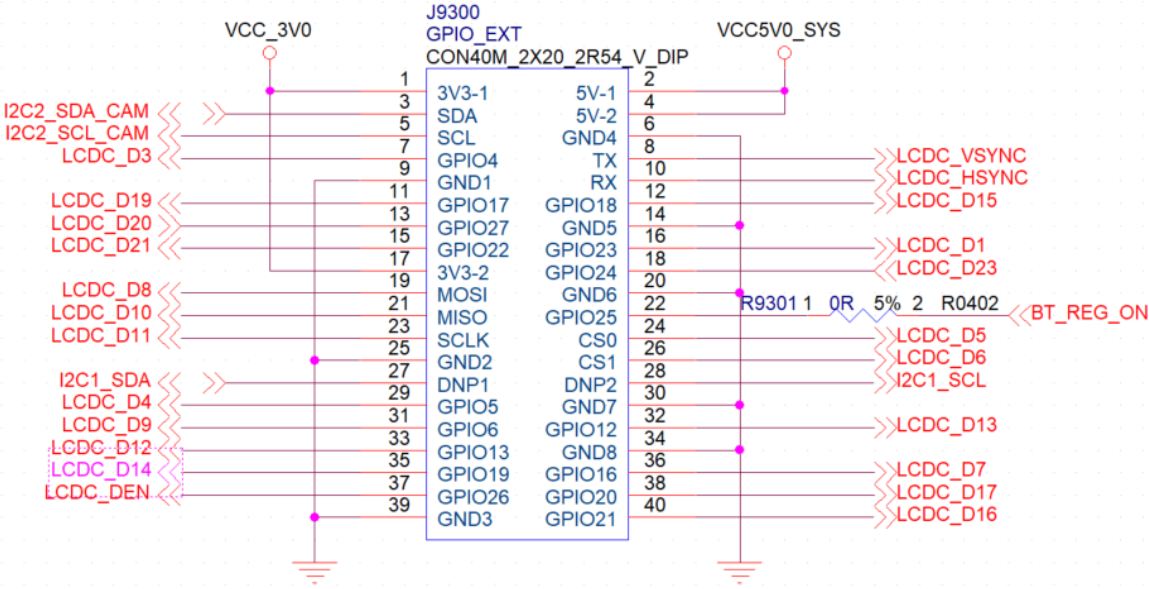 J9300
GPIO_EXT
CON40M_2X20_2R54_V_DIP
VCC_3V0
VCC5V0_SYS
1 3V3-1 5V-1 2
I2C2_SDA_CAM 3 SDA 5V-2 4
I2C2_SCL_CAM 5 SCL GND4 6
LCDC_D3 7 GPIO4 TX 8 LCDC_VSYNC
9 GND1 RX 10 LCDC_HSYNC
LCDC_D19 11 GPIO17 GPIO18 12 LCDC_D15
LCDC_D20 13 GPIO27 GND5 14
LCDC_D21 15 GPIO22 GPIO23 16 LCDC_D1
17 3V3-2 GPIO24 18 LCDC_D23
LCDC_D8 19 MOSI GND6 20
LCDC_D10 21 MISO GPIO25 22 R9301 1 0R 5% 2 R0402 BT_REG_ON
LCDC_D11 23 SCLK CS0 24 LCDC_D5
25 GND2 CS1 26 LCDC_D6
I2C1_SDA 27 DNP1 DNP2 28 I2C1_SCL
LCDC_D4 29 GPIO5 GND7 30
LCDC_D9 31 GPIO6 GPIO12 32 LCDC_D13
LCDC_D12 33 GPIO13 GND8 34
LCDC_D14 35 GPIO19 GPIO16 36 LCDC_D7
LCDC_DEN 37 GPIO26 GPIO20 38 LCDC_D17
39 GND3 GPIO21 40 LCDC_D16